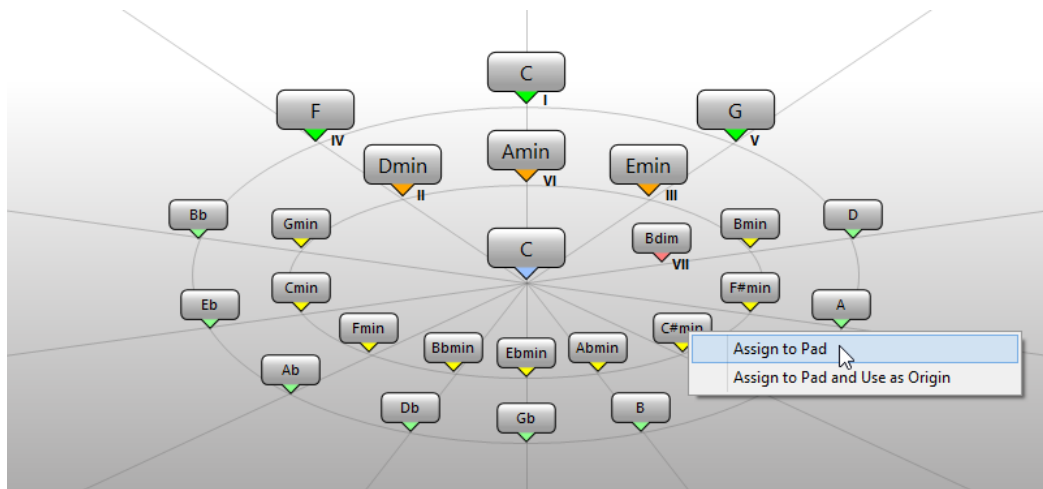 C
I
F
IV
G
V
Amin
VI
Dmin
II
Emin
III
Bb
Gmin
Bmin
D
C
Bdim
VII
Eb
Cmin
F#min
A
Fmin
Bbmin
Ebmin
Abmin
C#min
Assign to Pad
Assign to Pad and Use as Origin
Ab
Db
Gb
B